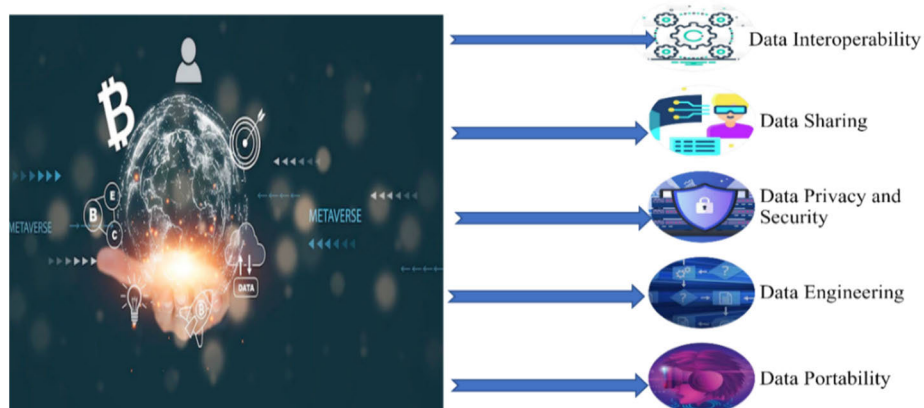 METAVERSE
B
E
C
METAVERSE
DATA
B
Data Interoperability
Data Sharing
Data Privacy and
Security
Data Engineering
Data Portability